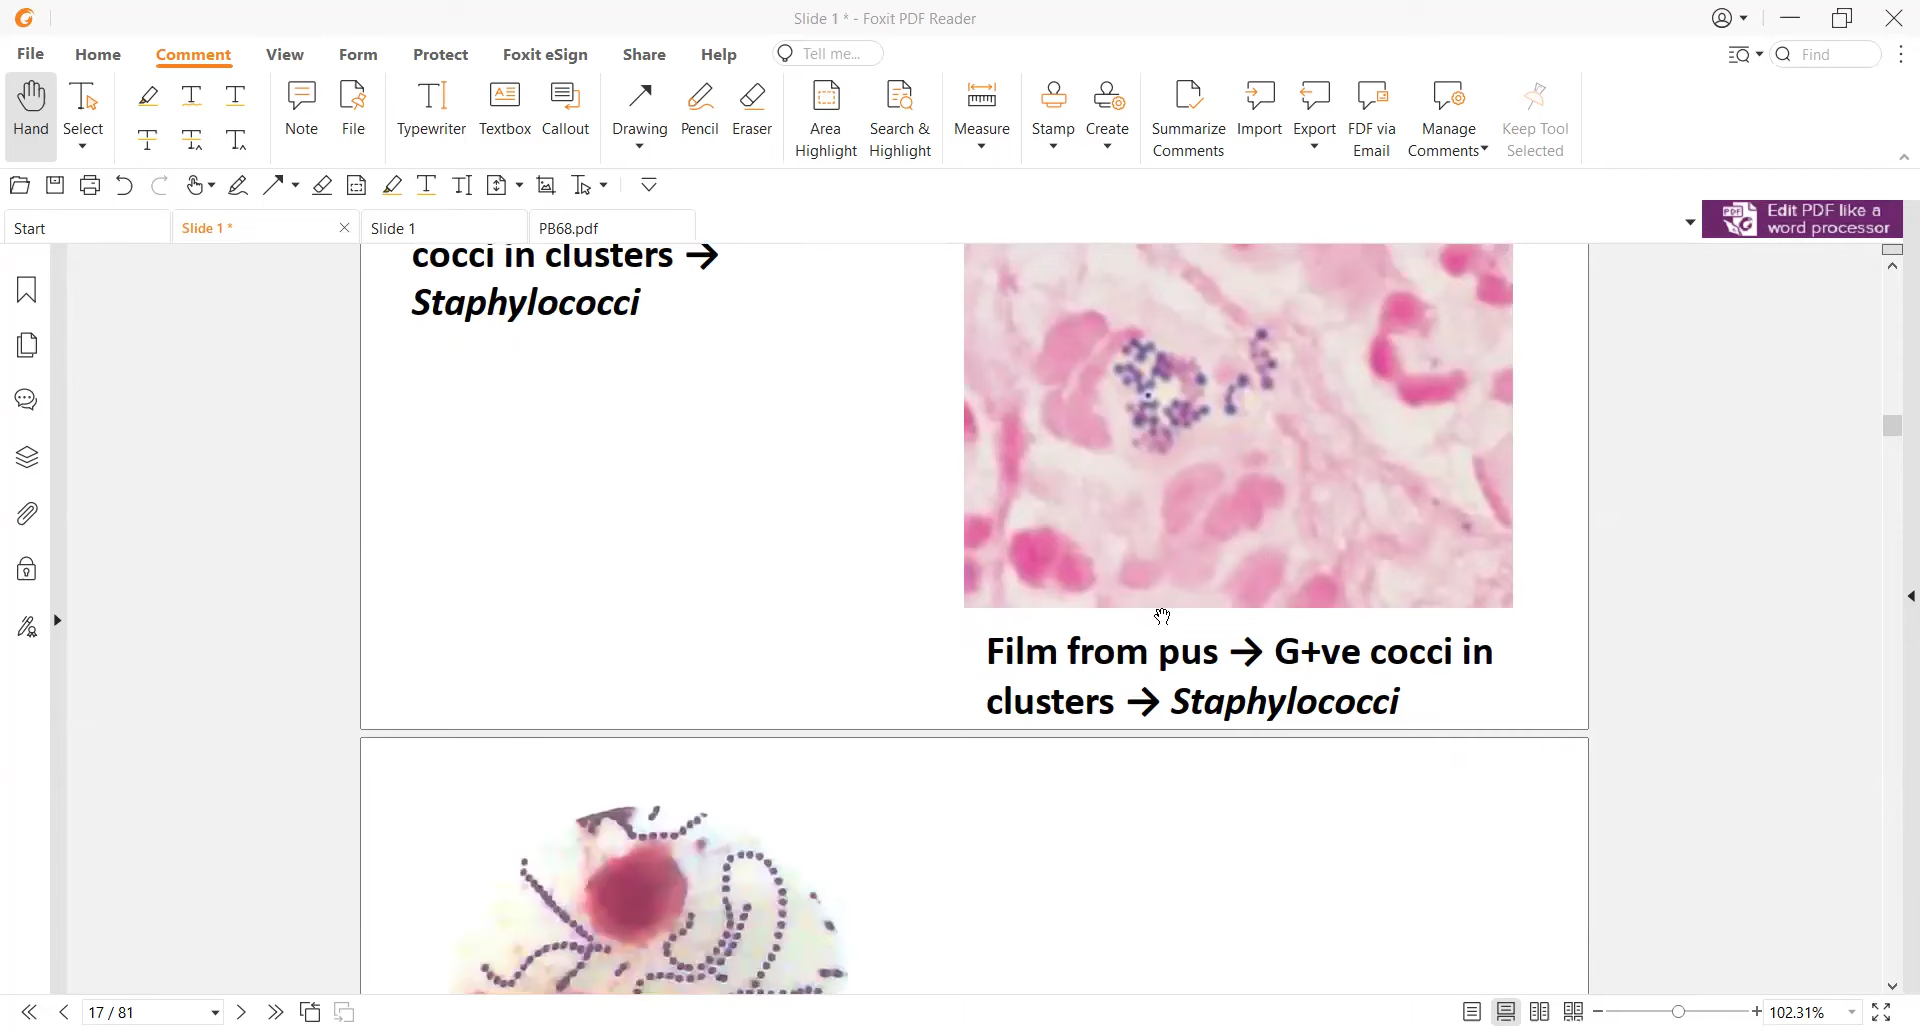 Slide 1 * - Foxit PDF Reader
File Home Comment View Form Protect Foxit eSign Share Help Tell me... Find
Hand Select Note File Typewriter Textbox Callout Drawing Pencil Eraser Area Highlight Search & Highlight Measure Stamp Create Summarize Comments Import Export FDF via Email Manage Comments Keep Tool Selected
Start Slide 1 * Slide 1 PB68.pdf
Edit PDF like a
word processor
cocci in clusters →
Staphylococci
Film from pus → G+ve cocci in
clusters → Staphylococci
17 / 81 102.31%